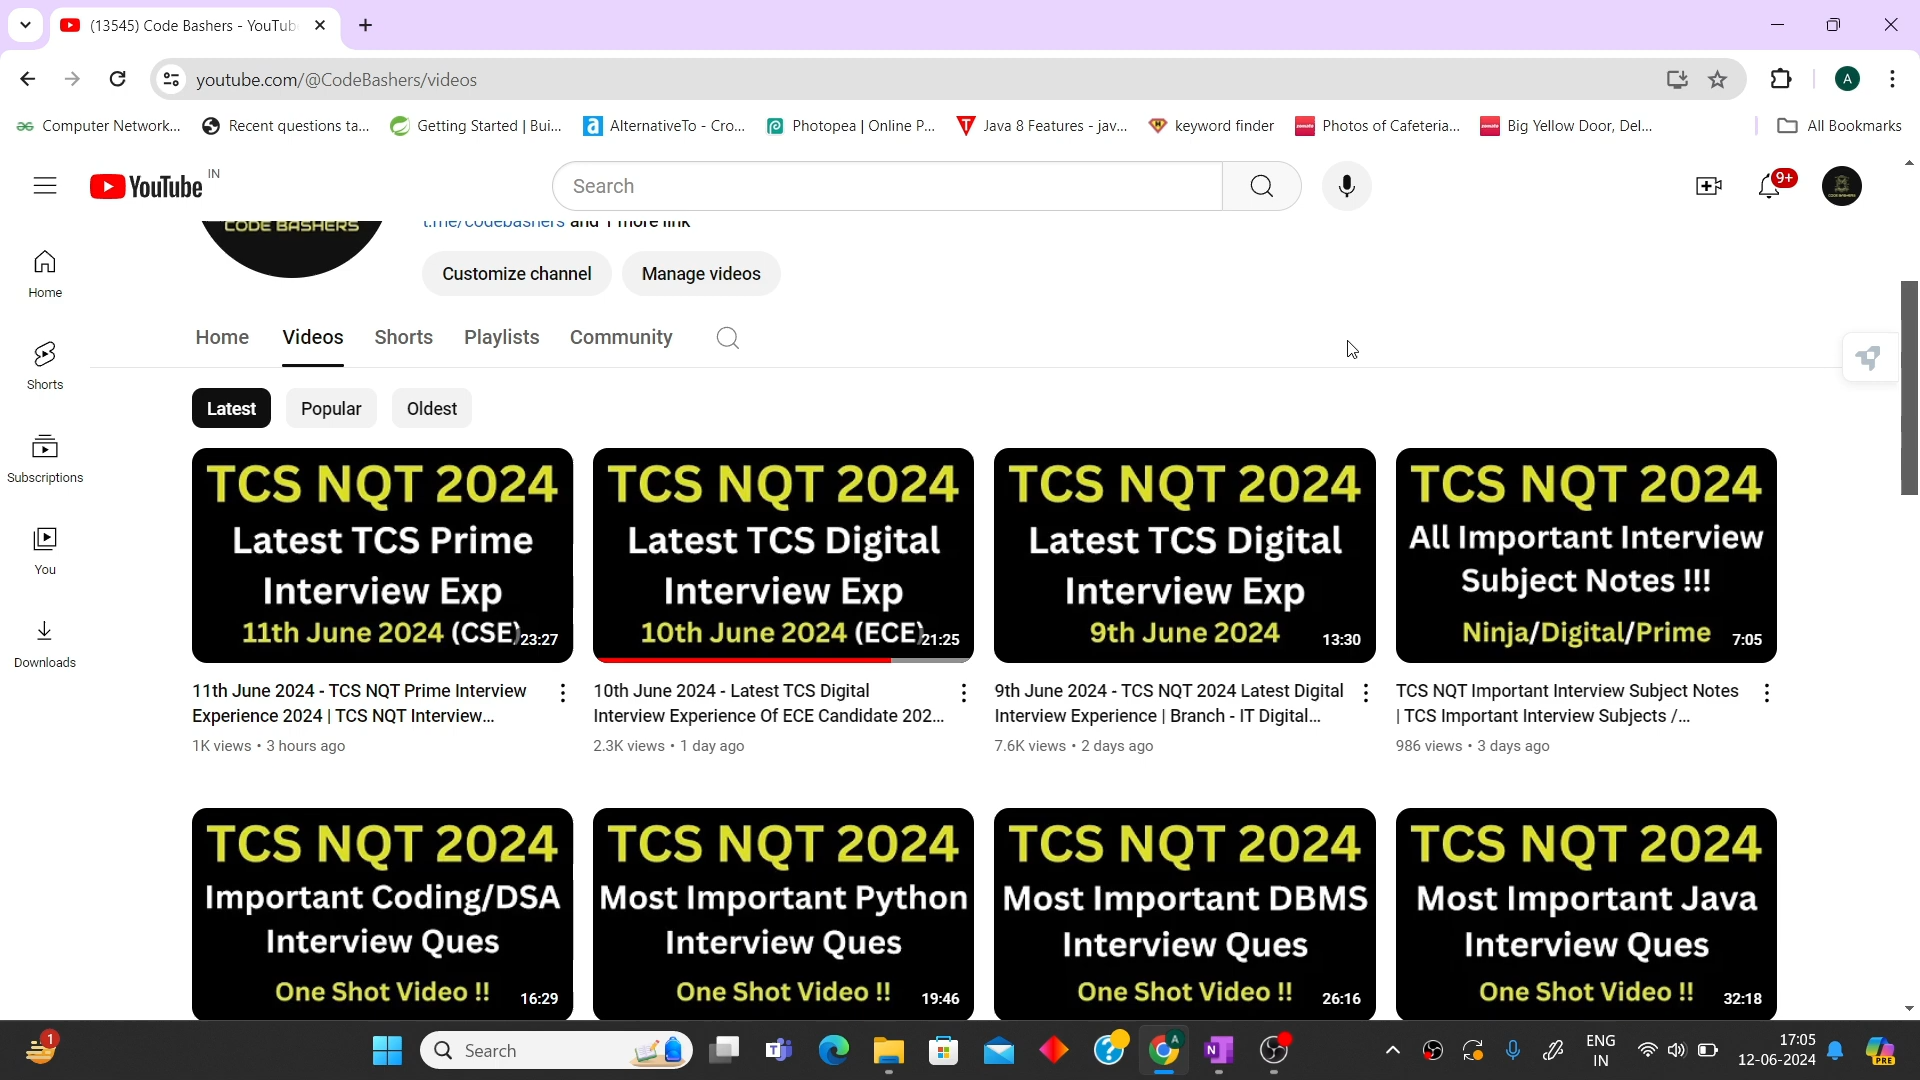 (13545) Code Bashers - YouTub
youtube.com/@CodeBashers/videos
A
Computer Network...
Recent questions ta...
Getting Started | Bui...
AlternativeTo - Cro...
Photopea | Online P...
Java 8 Features - jav...
keyword finder
Photos of Cafeteria...
Big Yellow Door, Del...
All Bookmarks
YouTube IN
Search
9+
CODE BASHERS
t.me/codebashers and 1 more link
Customize channel
Manage videos
Home
Shorts
Subscriptions
You
Downloads
Home Videos Shorts Playlists Community
Latest Popular Oldest
TCS NQT 2024
Latest TCS Prime
Interview Exp
11th June 2024 (CSE)
23:27
11th June 2024 - TCS NQT Prime Interview
Experience 2024 | TCS NQT Interview...
1K views • 3 hours ago
TCS NQT 2024
Latest TCS Digital
Interview Exp
10th June 2024 (ECE)
21:25
10th June 2024 - Latest TCS Digital
Interview Experience Of ECE Candidate 202...
2.3K views • 1 day ago
TCS NQT 2024
Latest TCS Digital
Interview Exp
9th June 2024
13:30
9th June 2024 - TCS NQT 2024 Latest Digital
Interview Experience | Branch - IT Digital...
7.6K views • 2 days ago
TCS NQT 2024
All Important Interview
Subject Notes !!!
Ninja/Digital/Prime
7:05
TCS NQT Important Interview Subject Notes
| TCS Important Interview Subjects /...
986 views • 3 days ago
TCS NQT 2024
Important Coding/DSA
Interview Ques
One Shot Video !!
16:29
TCS NQT 2024
Most Important Python
Interview Ques
One Shot Video !!
19:46
TCS NQT 2024
Most Important DBMS
Interview Ques
One Shot Video !!
26:16
TCS NQT 2024
Most Important Java
Interview Ques
One Shot Video !!
32:18
1
Search
ENG
IN
17:05
12-06-2024
PRE